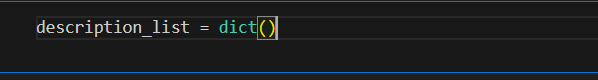 description_list = dict()